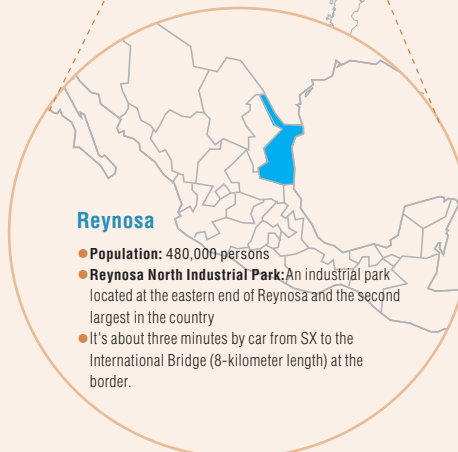 Reynosa
●Population: 480,000 persons
●Reynosa North Industrial Park:An industrial park
located at the eastern end of Reynosa and the second
largest in the country
●It's about three minutes by car from SX to the
International Bridge (8-kilometer length) at the
border.